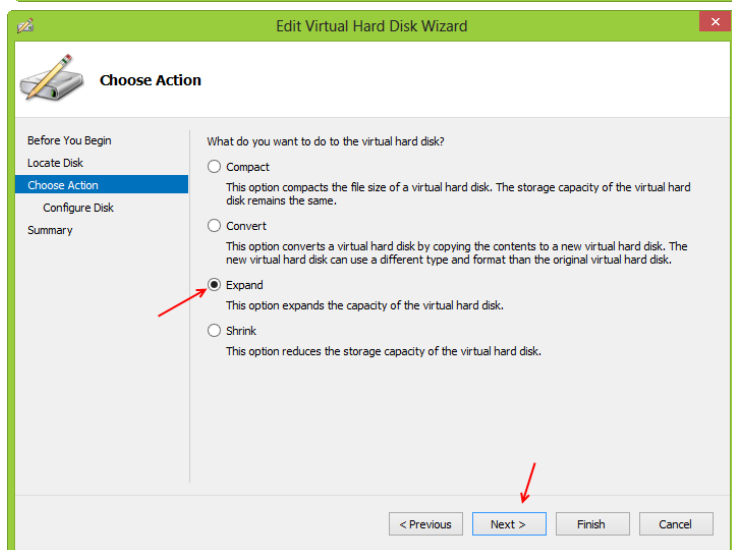 Edit Virtual Hard Disk Wizard
Choose Action
Before You Begin
Locate Disk
Choose Action
Configure Disk
Summary
What do you want to do to the virtual hard disk?
Compact
This option compacts the file size of a virtual hard disk. The storage capacity of the virtual hard
disk remains the same.
Convert
This option converts a virtual hard disk by copying the contents to a new virtual hard disk. The
new virtual hard disk can use a different type and format than the original virtual hard disk.
Expand
This option expands the capacity of the virtual hard disk.
Shrink
This option reduces the storage capacity of the virtual hard disk.
< Previous Next > Finish Cancel